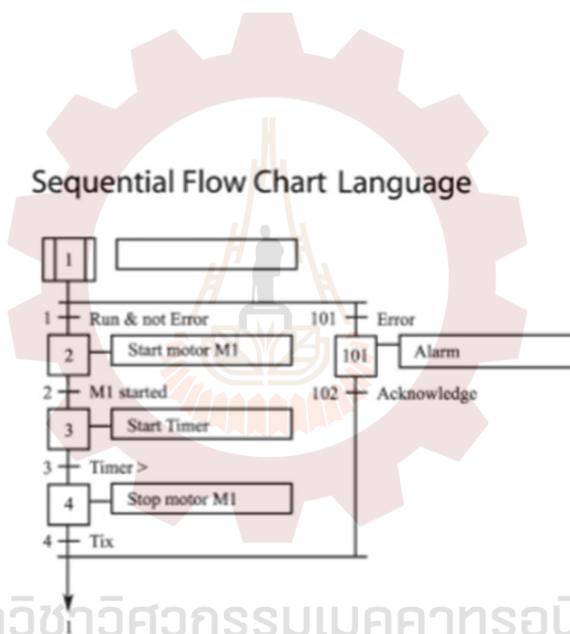 Sequential Flow Chart Language
1
1 Run & not Error
101 Error
2 Start motor M1
101 Alarm
2 M1 started
102 Acknowledge
3 Start Timer
3 Timer >
4 Stop motor M1
4 Tix
1